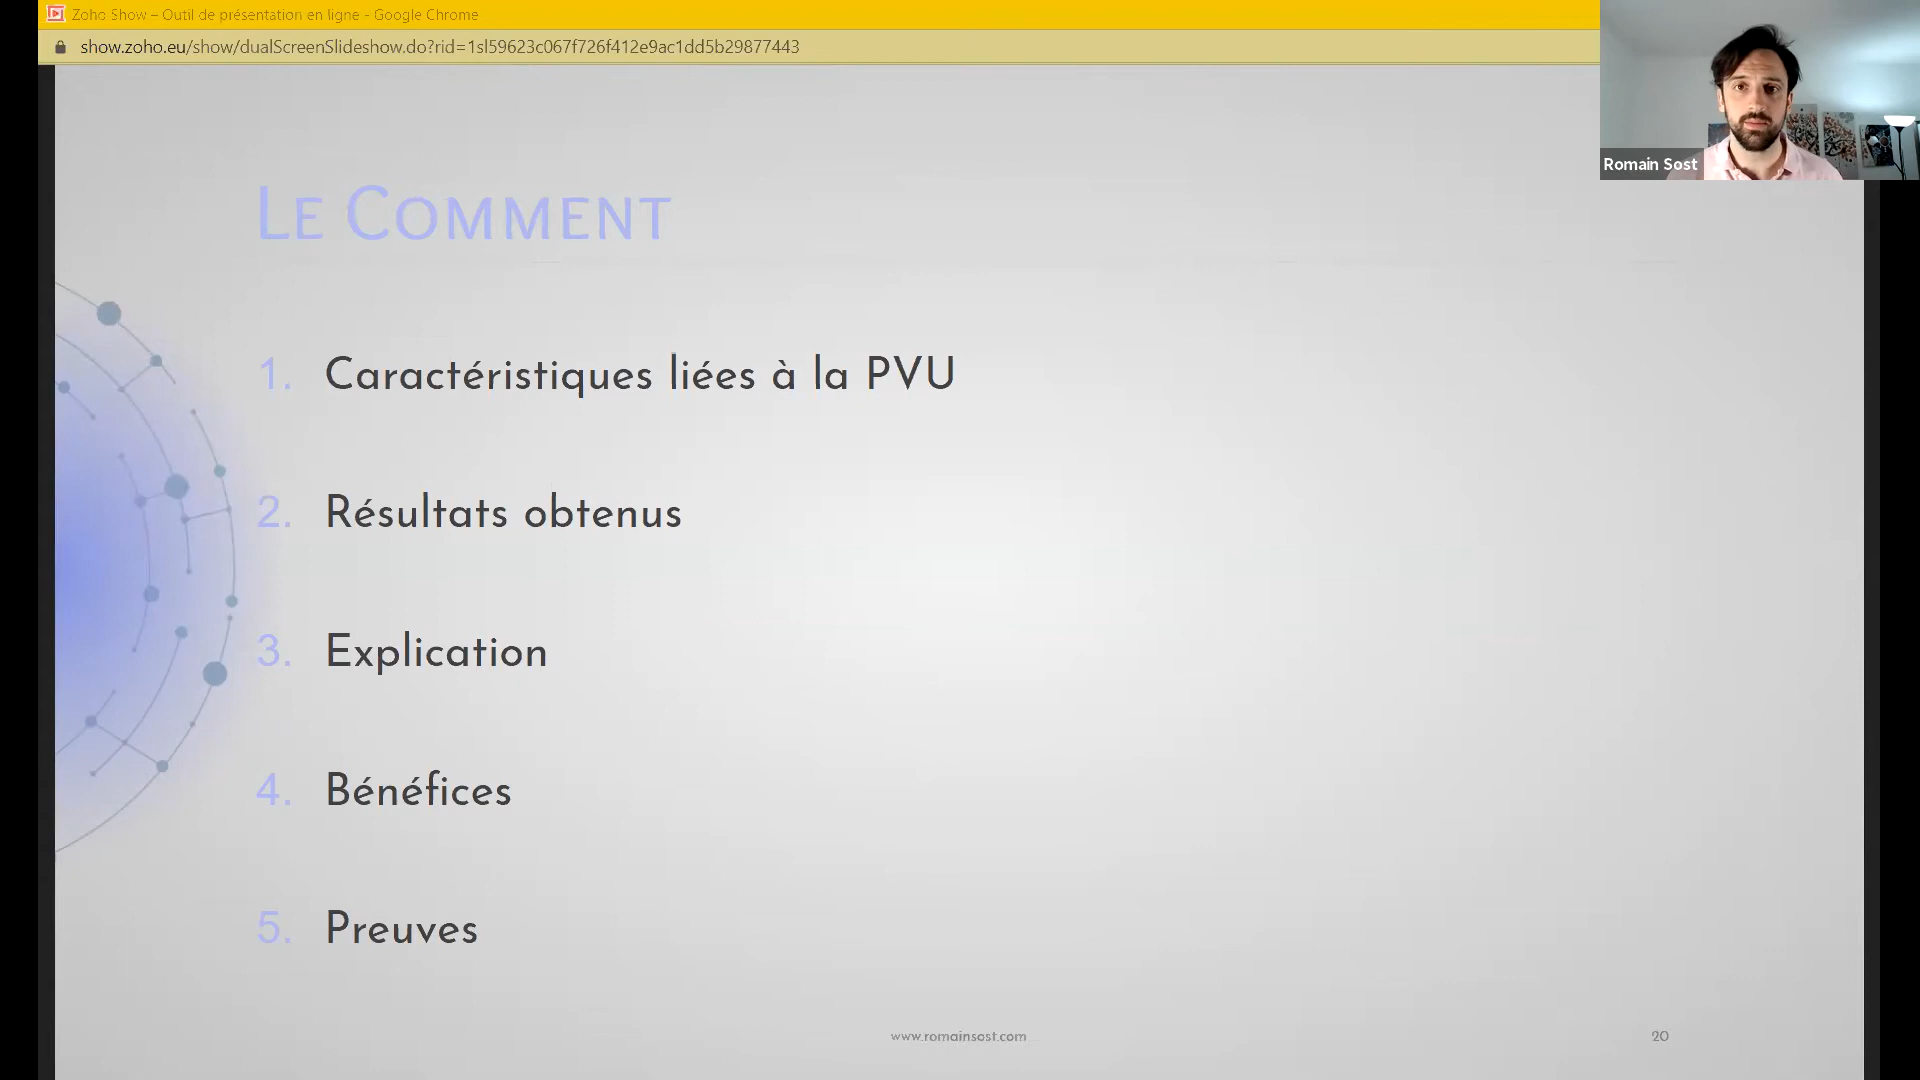 Zoho Show – Outil de présentation en ligne - Google Chrome
show.zoho.eu/show/dualScreenSlideshow.do?rid=1sl59623c067f726f412e9ac1dd5b29877443
Romain Sost
Le Comment
1. Caractéristiques liées à la PVU
2. Résultats obtenus
3. Explication
4. Bénéfices
5. Preuves
www.romainsost.com
20